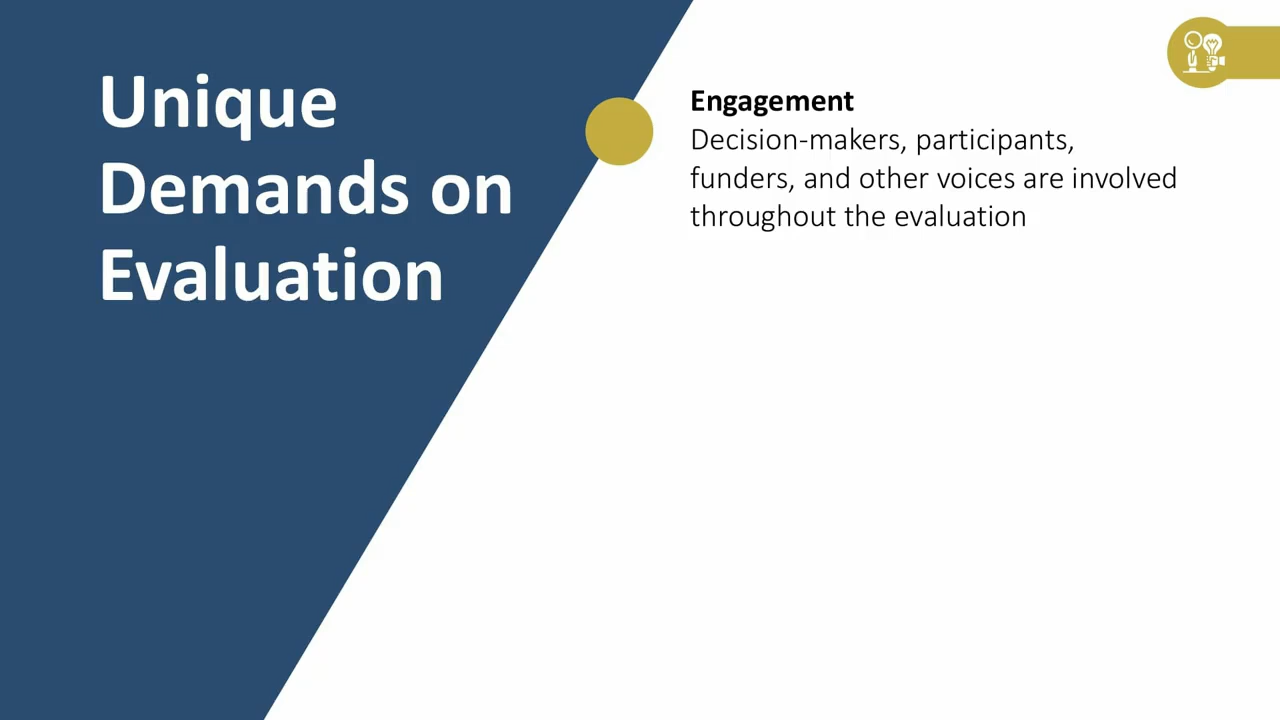 Unique
Demands on
Evaluation
Engagement
Decision-makers, participants,
funders, and other voices are involved
throughout the evaluation